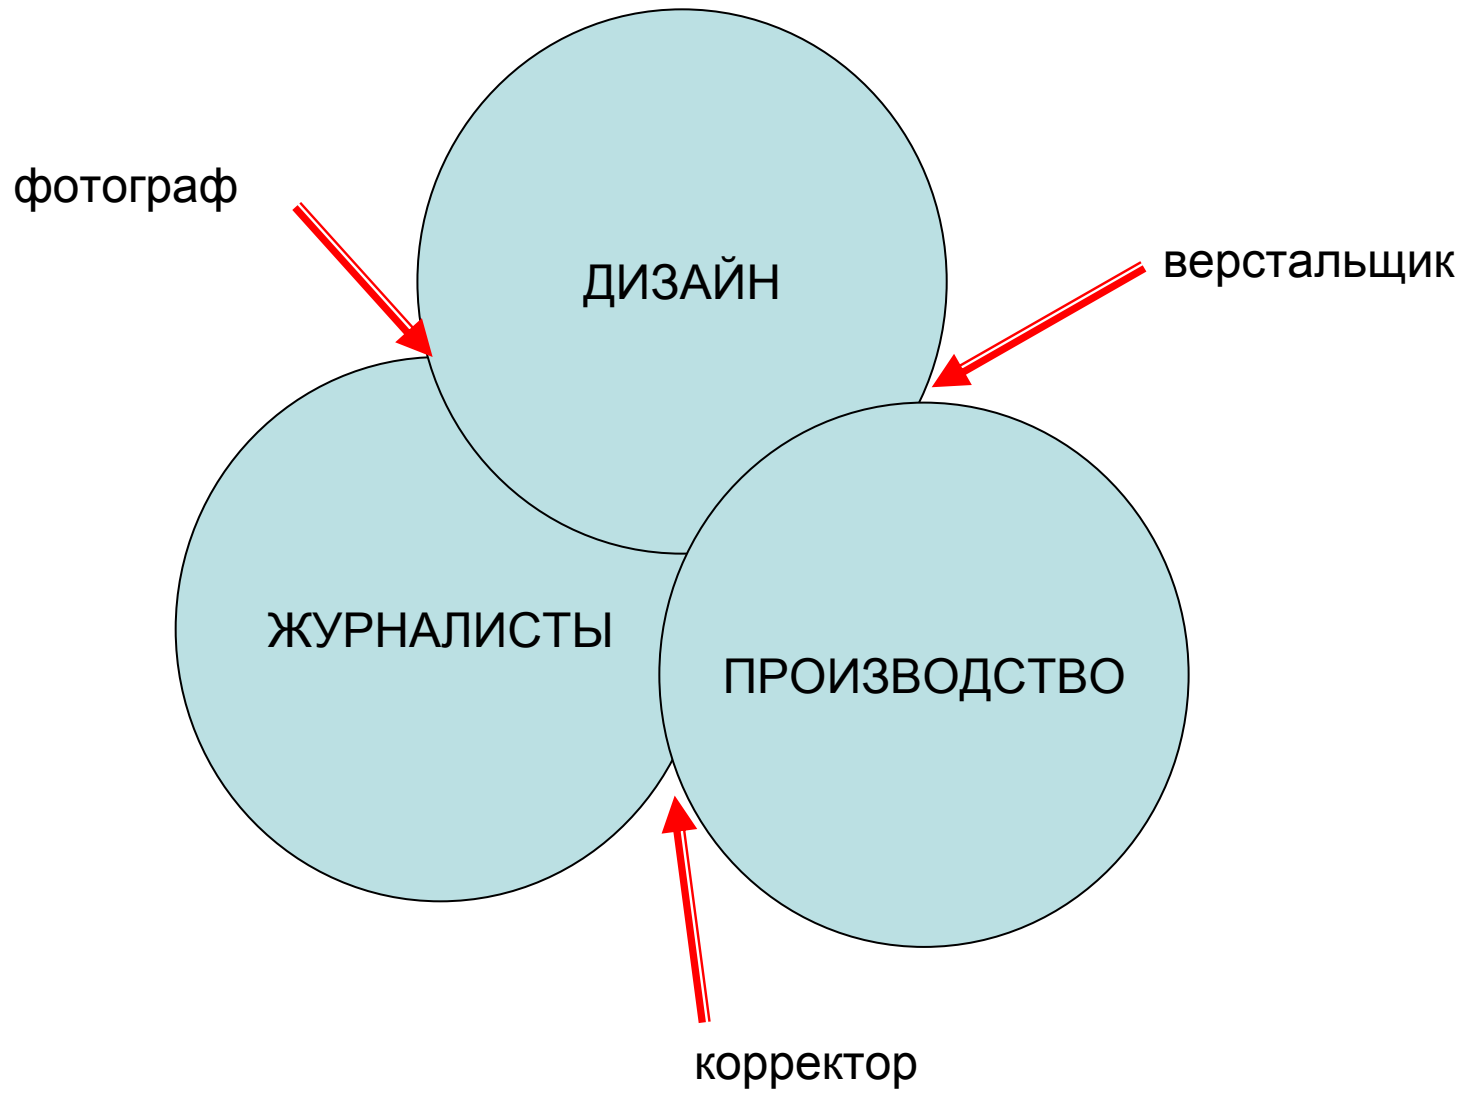 фотограф
верстальщик
ДИЗАЙН
ЖУРНАЛИСТЫ
ПРОИЗВОДСТВО
корректор